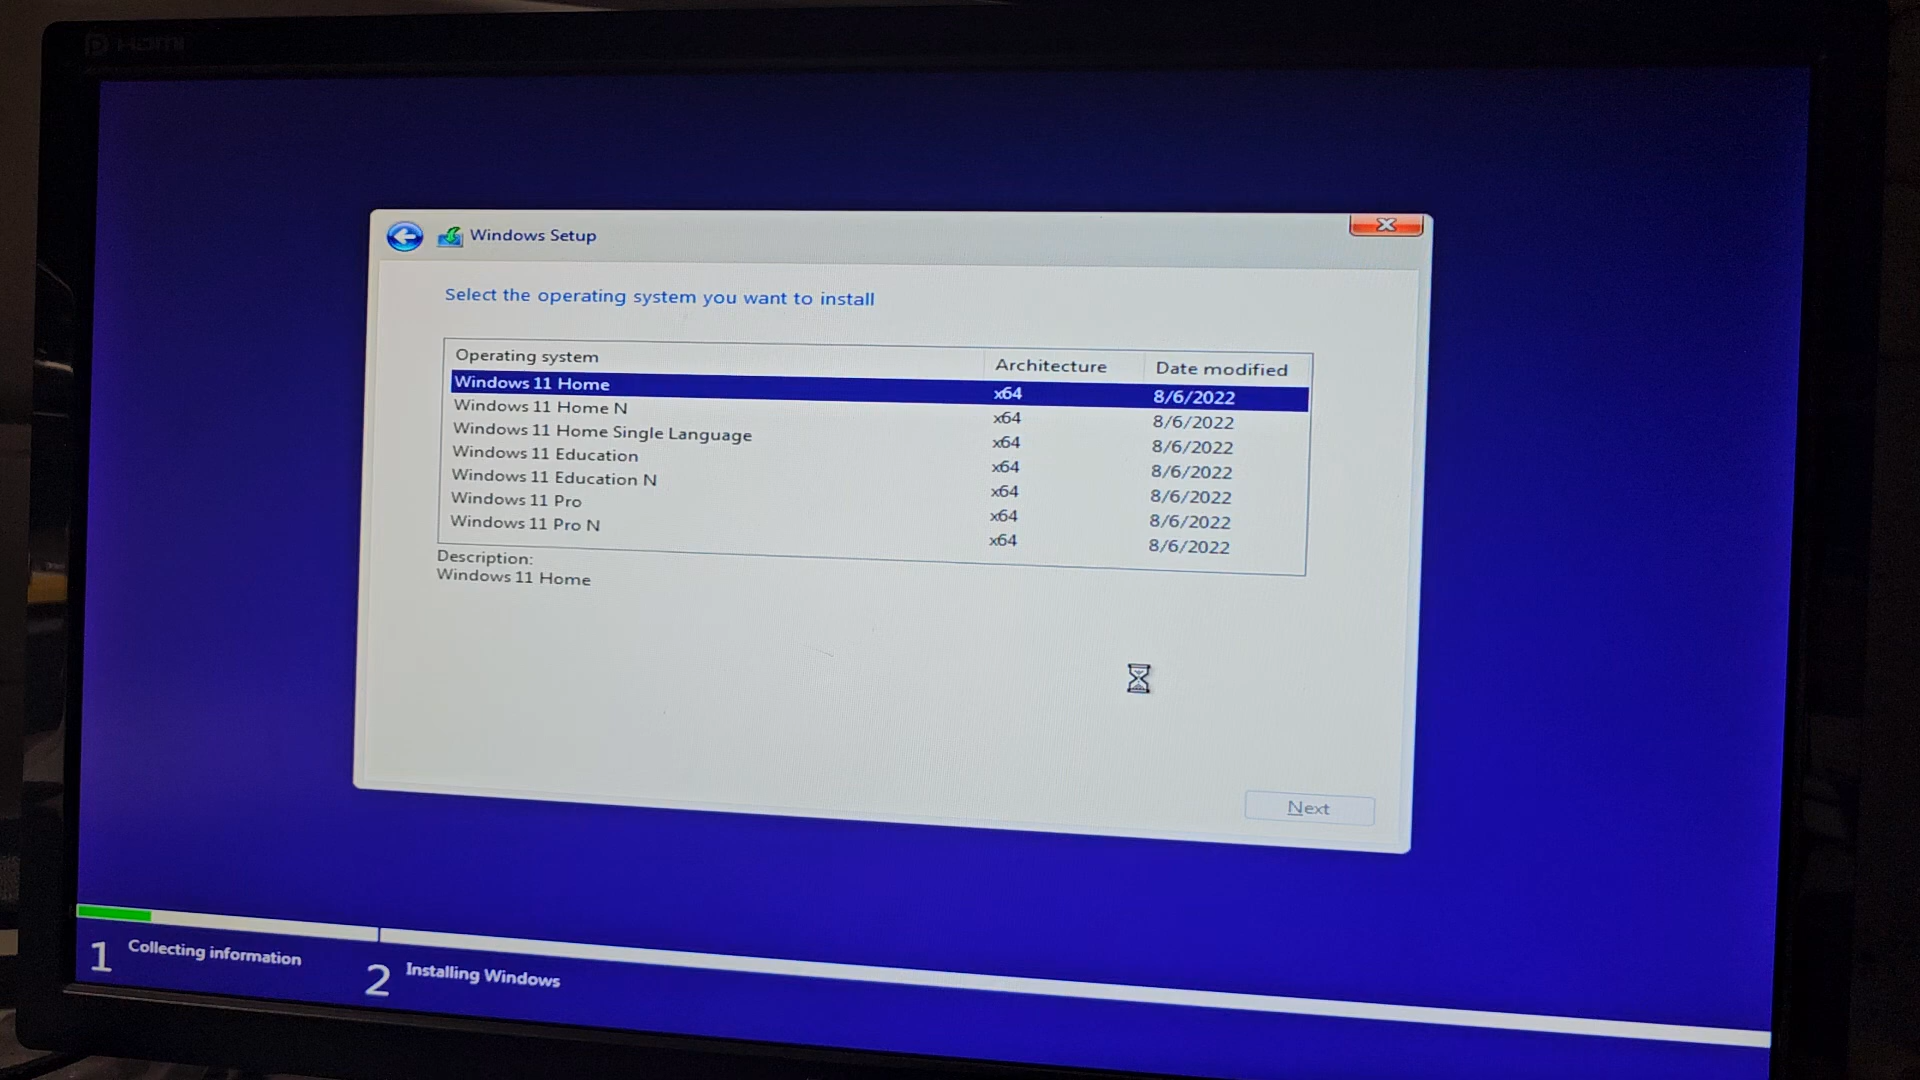 HDMI
Windows Setup
Select the operating system you want to install
Operating system Architecture Date modified
Windows 11 Home x64 8/6/2022
Windows 11 Home N x64 8/6/2022
Windows 11 Home Single Language x64 8/6/2022
Windows 11 Education x64 8/6/2022
Windows 11 Education N x64 8/6/2022
Windows 11 Pro x64 8/6/2022
Windows 11 Pro N x64 8/6/2022
Description:
Windows 11 Home
Next
1 Collecting information
2 Installing Windows